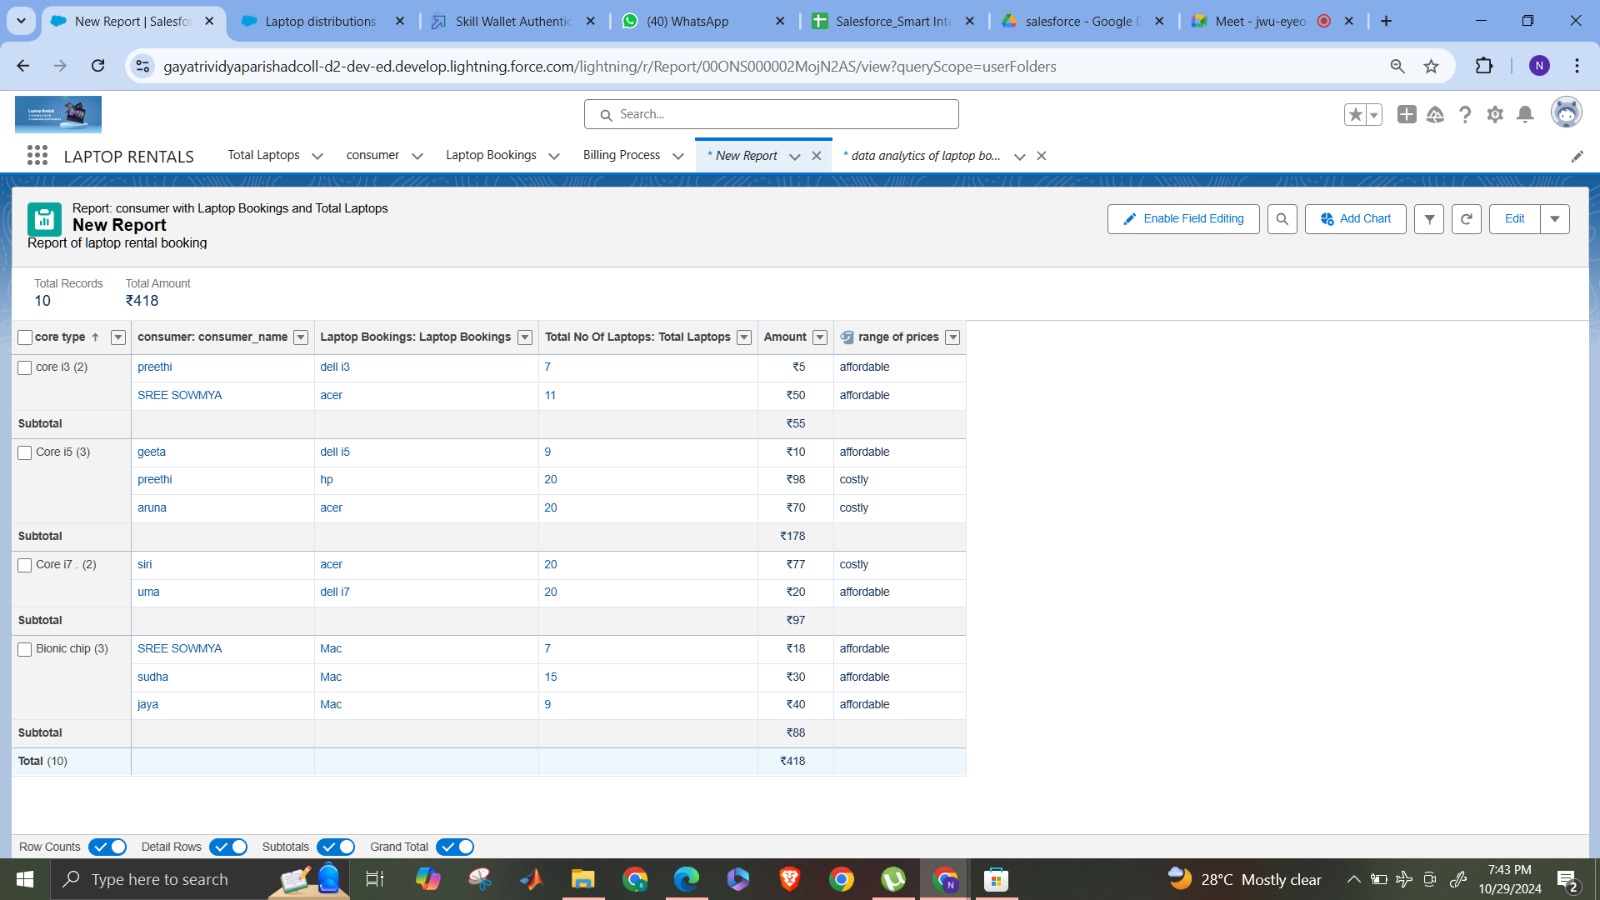 New Report | Salesfor
Laptop distributions
Skill Wallet Authentic
(40) WhatsApp
Salesforce_Smart Inte
salesforce - Google D
Meet - jwu-eyeo-
gayatrividyaparishadcoll-d2-dev-ed.develop.lightning.force.com/lightning/r/Report/00ONS000002MojN2AS/view?queryScope=userFolders
N
Search...
LAPTOP RENTALS
Total Laptops
consumer
Laptop Bookings
Billing Process
* New Report
* data analytics of laptop bo...
Report: consumer with Laptop Bookings and Total Laptops
New Report
Report of laptop rental booking
Enable Field Editing
Add Chart
Edit
Total Records Total Amount
10 ₹418
core type ↑ consumer: consumer_name Laptop Bookings: Laptop Bookings Total No Of Laptops: Total Laptops Amount range of prices
core i3 (2) preethi dell i3 7 ₹5 affordable
SREE SOWMYA acer 11 ₹50 affordable
Subtotal ₹55
Core i5 (3) geeta dell i5 9 ₹10 affordable
preethi hp 20 ₹98 costly
aruna acer 20 ₹70 costly
Subtotal ₹178
Core i7 . (2) siri acer 20 ₹77 costly
uma dell i7 20 ₹20 affordable
Subtotal ₹97
Bionic chip (3) SREE SOWMYA Mac 7 ₹18 affordable
sudha Mac 15 ₹30 affordable
jaya Mac 9 ₹40 affordable
Subtotal ₹88
Total (10) ₹418
Row Counts Detail Rows Subtotals Grand Total
Type here to search
28°C Mostly clear
7:43 PM
10/29/2024
2